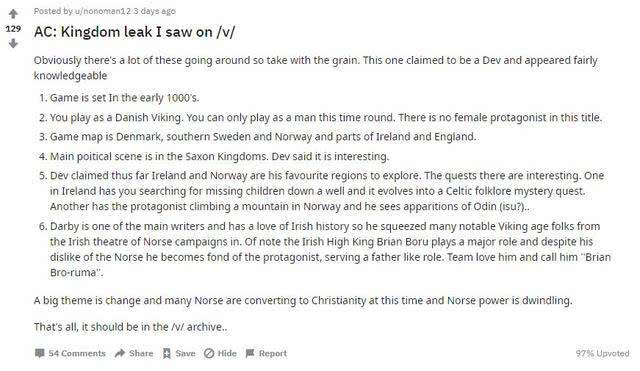 Posted by u/nonoman12 3 days ago
129
AC: Kingdom leak I saw on /v/
Obviously there's a lot of these going around so take with the grain. This one claimed to be a Dev and appeared fairly
knowledgeable
1. Game is set In the early 1000's.
2. You play as a Danish Viking. You can only play as a man this time round. There is no female protagonist in this title.
3. Game map is Denmark, southern Sweden and Norway and parts of Ireland and England.
4. Main poitical scene is in the Saxon Kingdoms. Dev said it is interesting.
5. Dev claimed thus far Ireland and Norway are his favourite regions to explore. The quests there are interesting. One
in Ireland has you searching for missing children down a well and it evolves into a Celtic folklore mystery quest.
Another has the protagonist climbing a mountain in Norway and he sees apparitions of Odin (isu?)..
6. Darby is one of the main writers and has a love of Irish history so he squeezed many notable Viking age folks from
the Irish theatre of Norse campaigns in. Of note the Irish High King Brian Boru plays a major role and despite his
dislike of the Norse he becomes fond of the protagonist, serving a father like role. Team love him and call him "Brian
Bro-ruma".
A big theme is change and many Norse are converting to Christianity at this time and Norse power is dwindling.
That's all, it should be in the /v/ archive..
54 Comments Share Save Hide Report 97% Upvoted